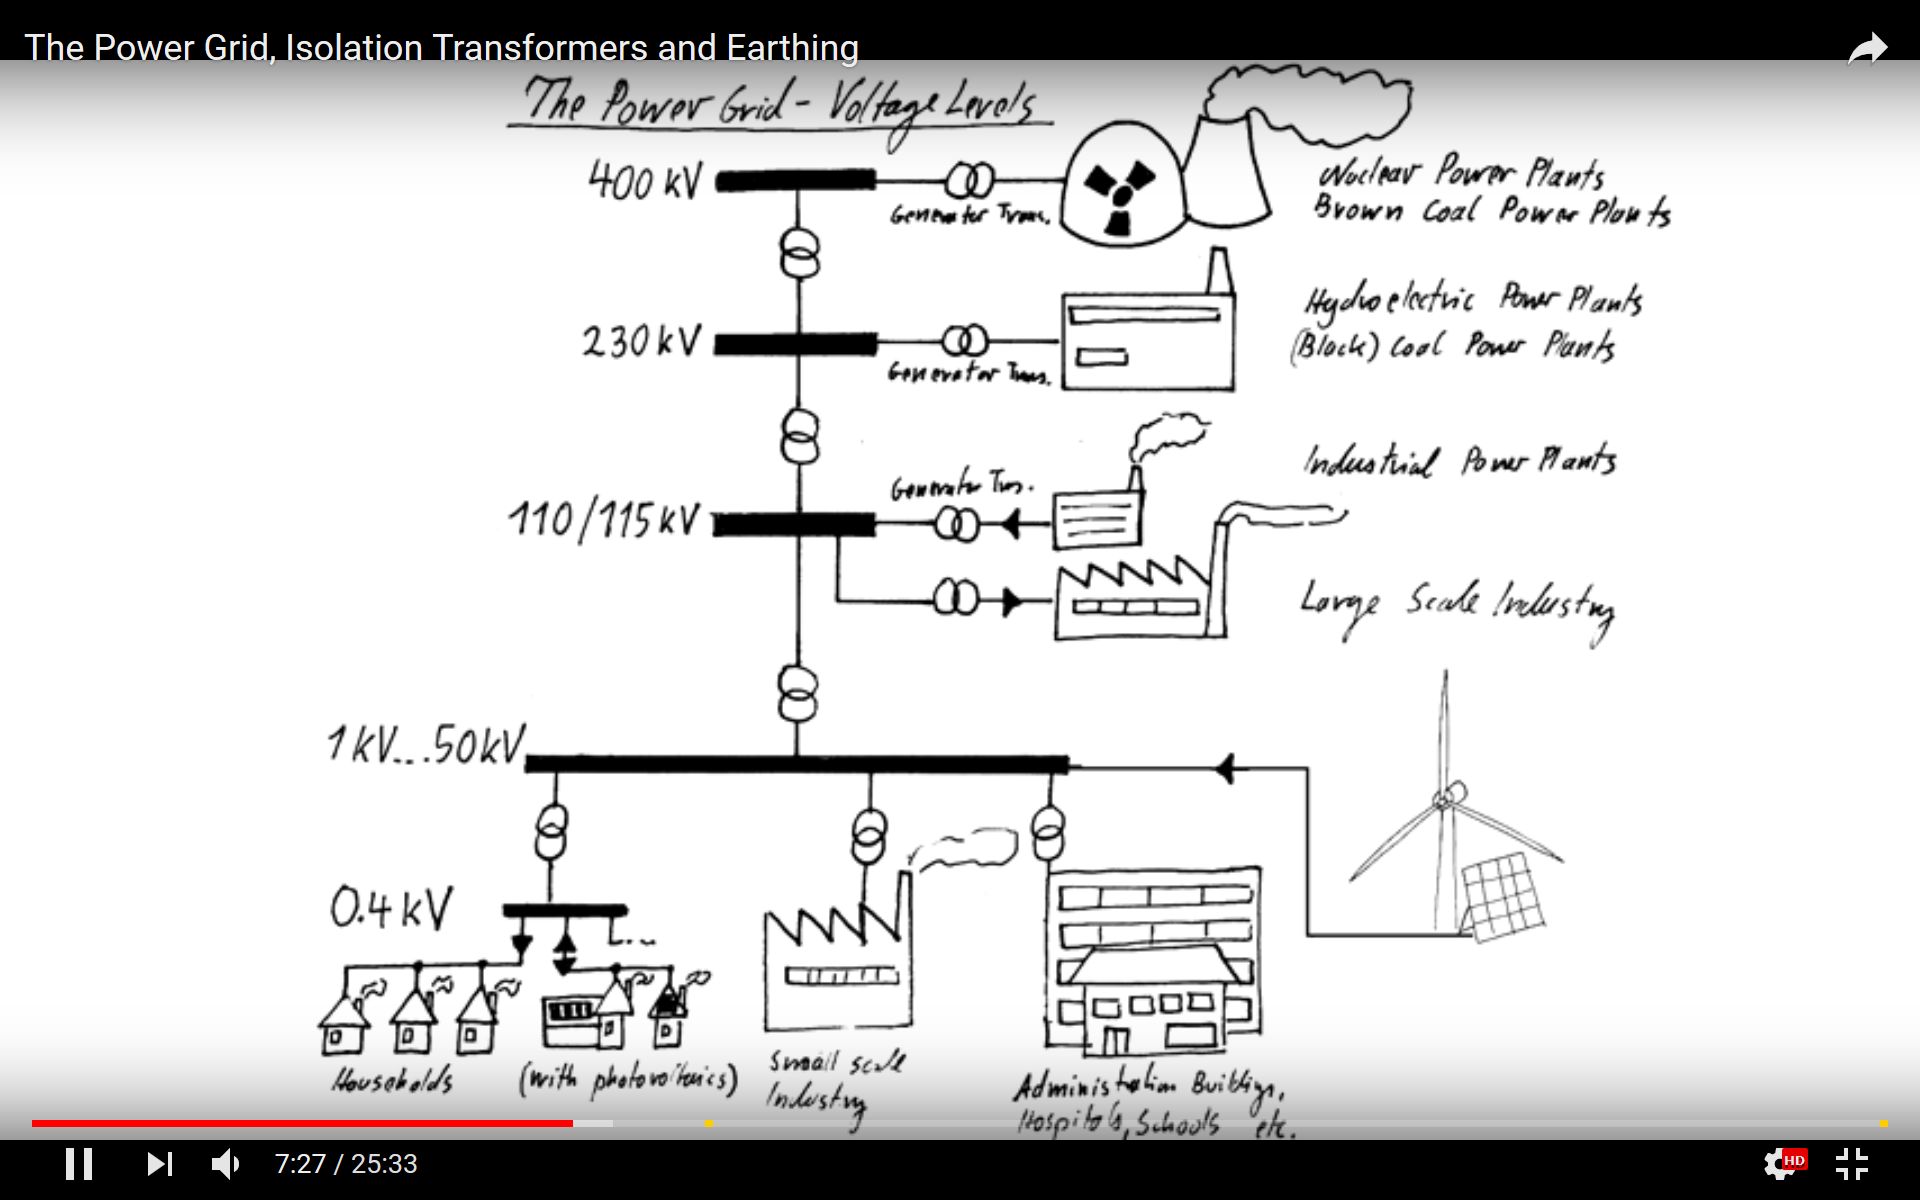 The Power Grid, Isolation Transformers and Earthing
The Power Grid - Voltage Levels
400 kV
Generator Trans.
Nuclear Power Plants
Brown Coal Power Plants
230 kV
Generator Trans.
Hydroelectric Power Plants
(Black) Coal Power Plants
110/115 kV
Generator Trans.
Industrial Power Plants
Large Scale Industry
1 kV...50 kV
0.4 kV
Households
(with photovoltaics)
Small scale
Industry
Administration Buildings,
Hospitals, Schools etc.
7:27 / 25:33
HD